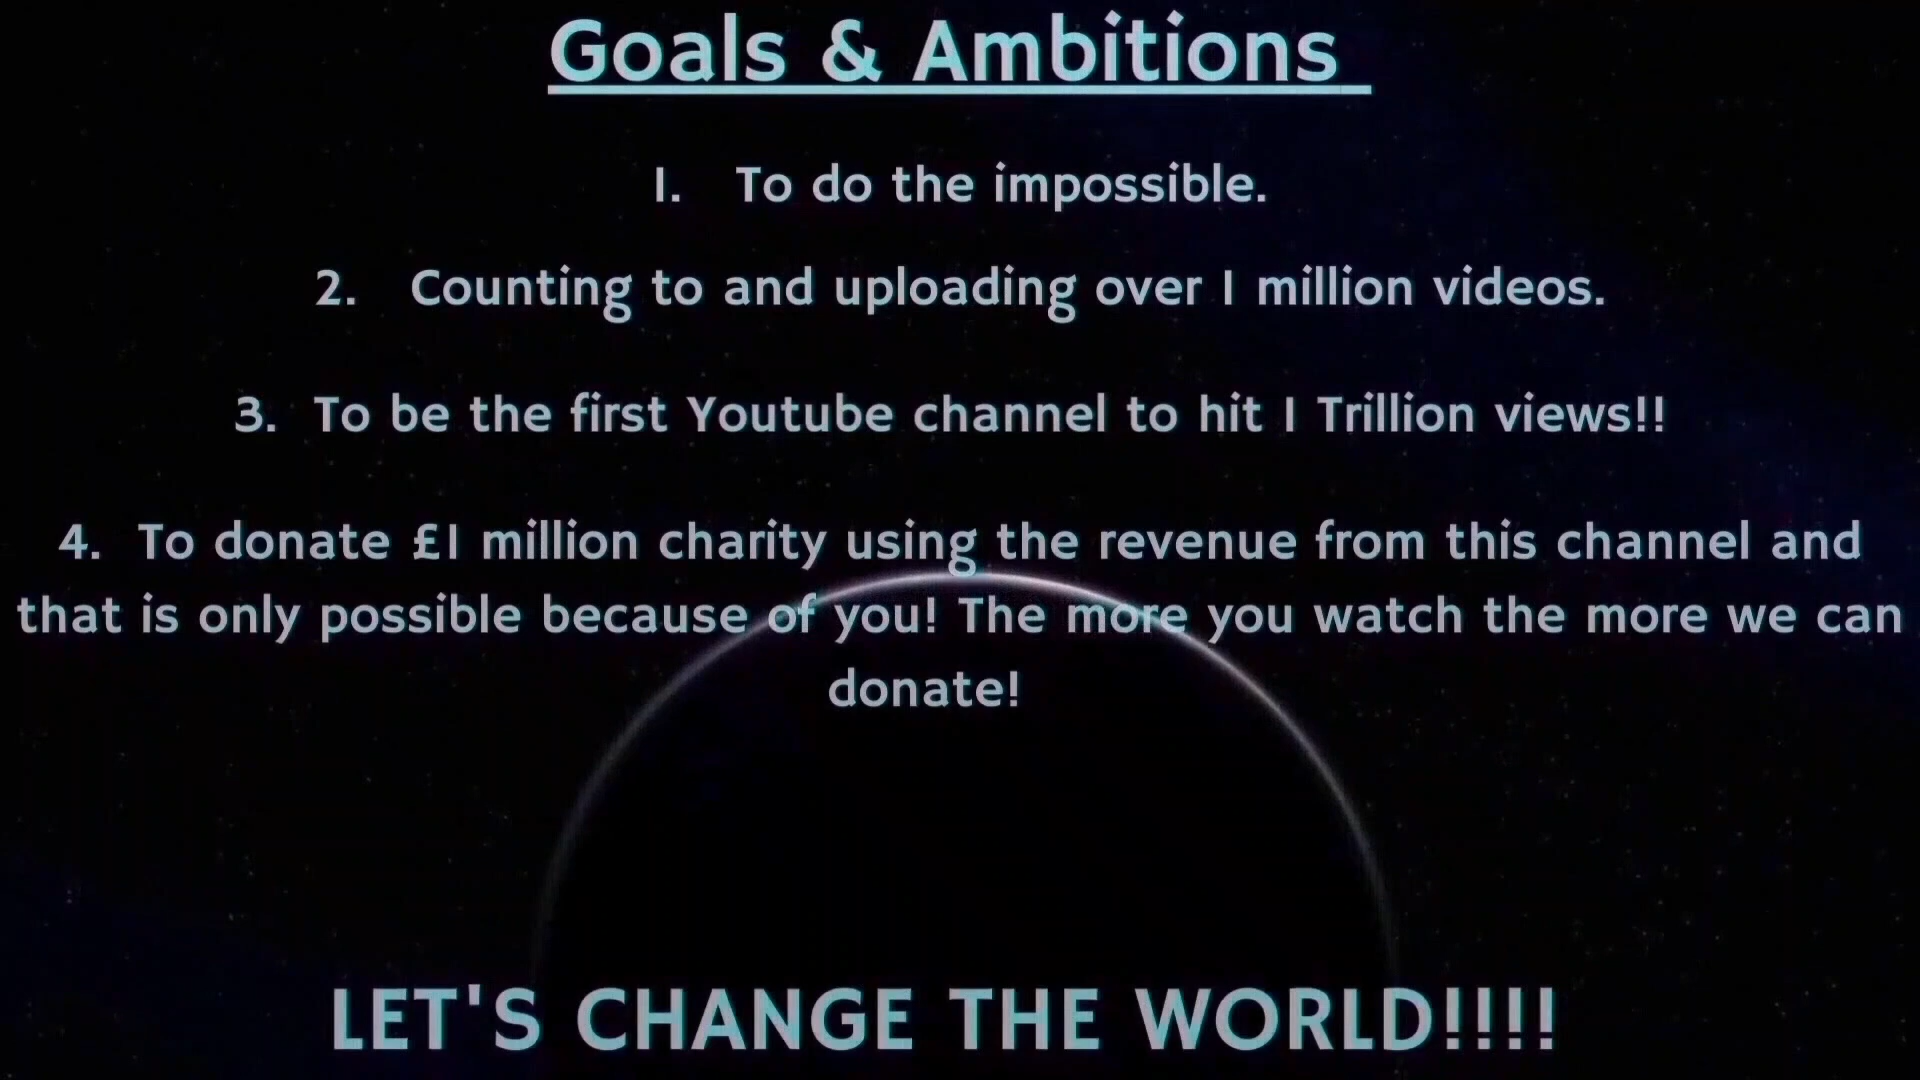 Goals & Ambitions
1. To do the impossible.
2. Counting to and uploading over 1 million videos.
3. To be the first Youtube channel to hit 1 Trillion views!!
4. To donate £1 million charity using the revenue from this channel and
that is only possible because of you! The more you watch the more we can
donate!
LET'S CHANGE THE WORLD!!!!